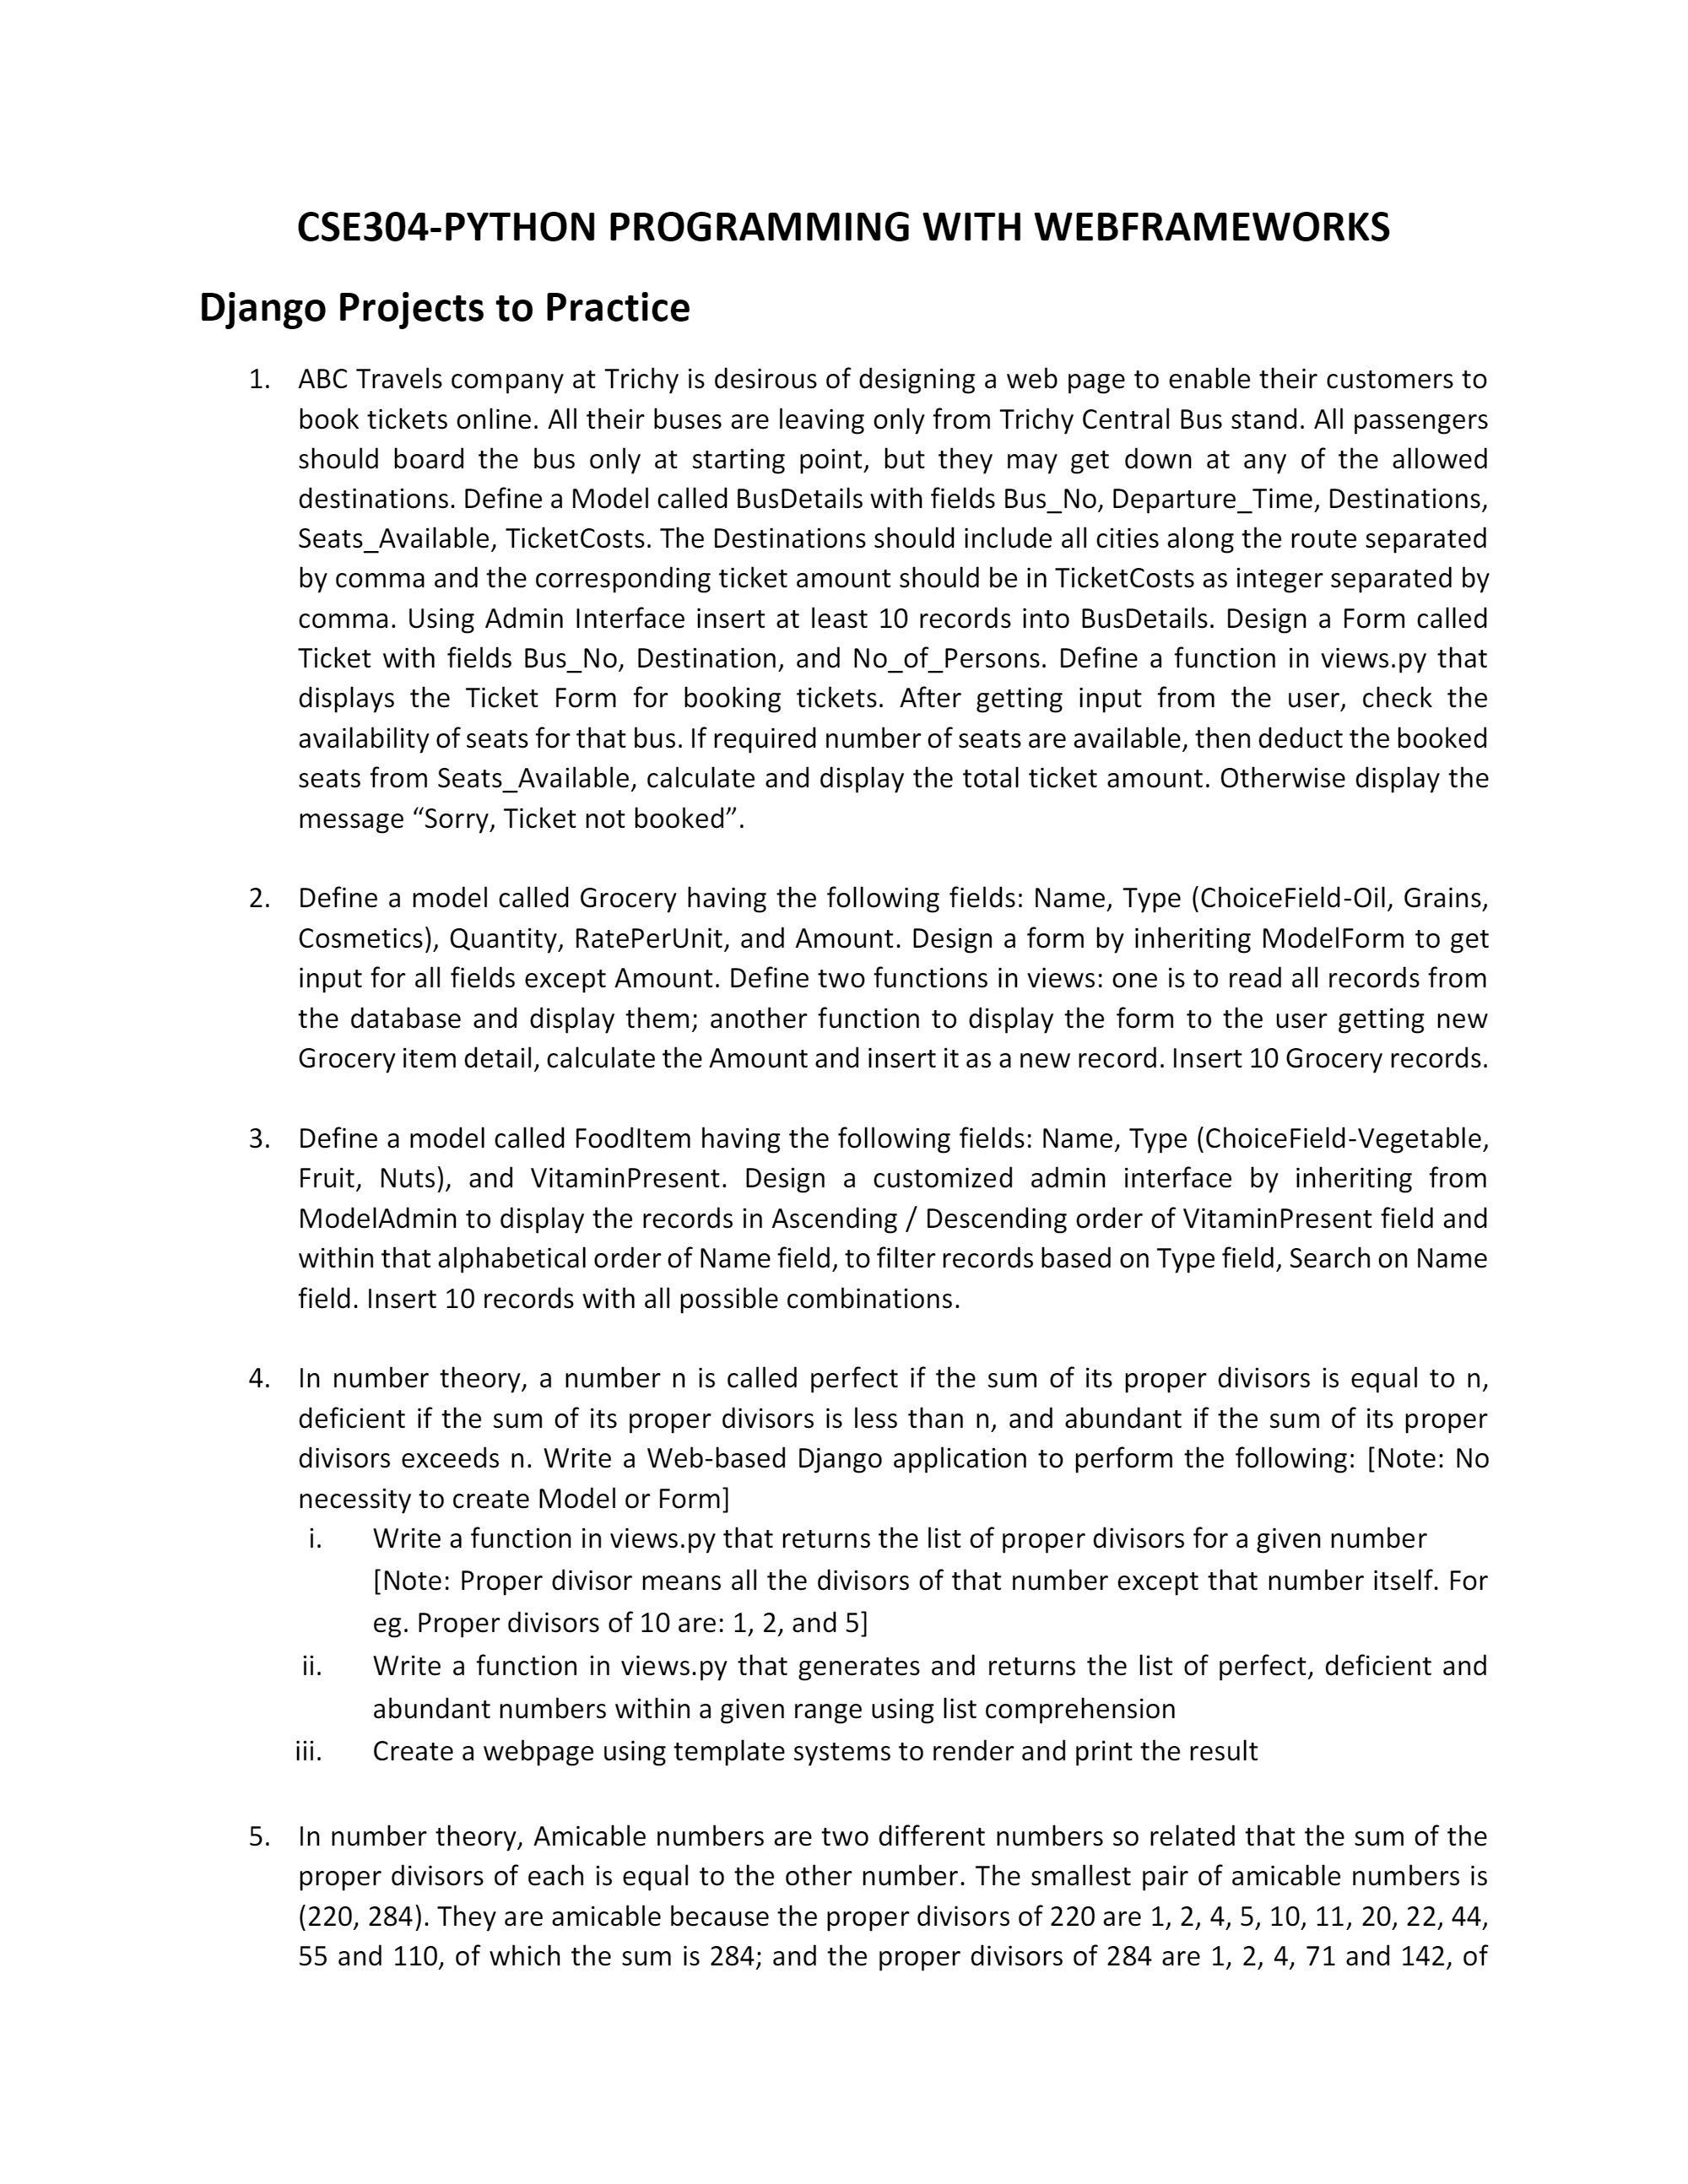 CSE304-PYTHON PROGRAMMING WITH WEBFRAMEWORKS
Django Projects to Practice
1. ABC Travels company at Trichy is desirous of designing a web page to enable their customers to
book tickets online. All their buses are leaving only from Trichy Central Bus stand. All passengers
should board the bus only at starting point, but they may get down at any of the allowed
destinations. Define a Model called BusDetails with fields Bus_No, Departure_Time, Destinations,
Seats_Available, TicketCosts. The Destinations should include all cities along the route separated
by comma and the corresponding ticket amount should be in TicketCosts as integer separated by
comma. Using Admin Interface insert at least 10 records into BusDetails. Design a Form called
Ticket with fields Bus_No, Destination, and No_of_Persons. Define a function in views.py that
displays the Ticket Form for booking tickets. After getting input from the user, check the
availability of seats for that bus. If required number of seats are available, then deduct the booked
seats from Seats_Available, calculate and display the total ticket amount. Otherwise display the
message “Sorry, Ticket not booked”.
2. Define a model called Grocery having the following fields: Name, Type (ChoiceField-Oil, Grains,
Cosmetics), Quantity, RatePerUnit, and Amount. Design a form by inheriting ModelForm to get
input for all fields except Amount. Define two functions in views: one is to read all records from
the database and display them; another function to display the form to the user getting new
Grocery item detail, calculate the Amount and insert it as a new record. Insert 10 Grocery records.
3. Define a model called FoodItem having the following fields: Name, Type (ChoiceField-Vegetable,
Fruit, Nuts), and VitaminPresent. Design a customized admin interface by inheriting from
ModelAdmin to display the records in Ascending / Descending order of VitaminPresent field and
within that alphabetical order of Name field, to filter records based on Type field, Search on Name
field. Insert 10 records with all possible combinations.
4. In number theory, a number n is called perfect if the sum of its proper divisors is equal to n,
deficient if the sum of its proper divisors is less than n, and abundant if the sum of its proper
divisors exceeds n. Write a Web-based Django application to perform the following: [Note: No
necessity to create Model or Form]
i. Write a function in views.py that returns the list of proper divisors for a given number
[Note: Proper divisor means all the divisors of that number except that number itself. For
eg. Proper divisors of 10 are: 1, 2, and 5]
ii. Write a function in views.py that generates and returns the list of perfect, deficient and
abundant numbers within a given range using list comprehension
iii. Create a webpage using template systems to render and print the result
5. In number theory, Amicable numbers are two different numbers so related that the sum of the
proper divisors of each is equal to the other number. The smallest pair of amicable numbers is
(220, 284). They are amicable because the proper divisors of 220 are 1, 2, 4, 5, 10, 11, 20, 22, 44,
55 and 110, of which the sum is 284; and the proper divisors of 284 are 1, 2, 4, 71 and 142, of